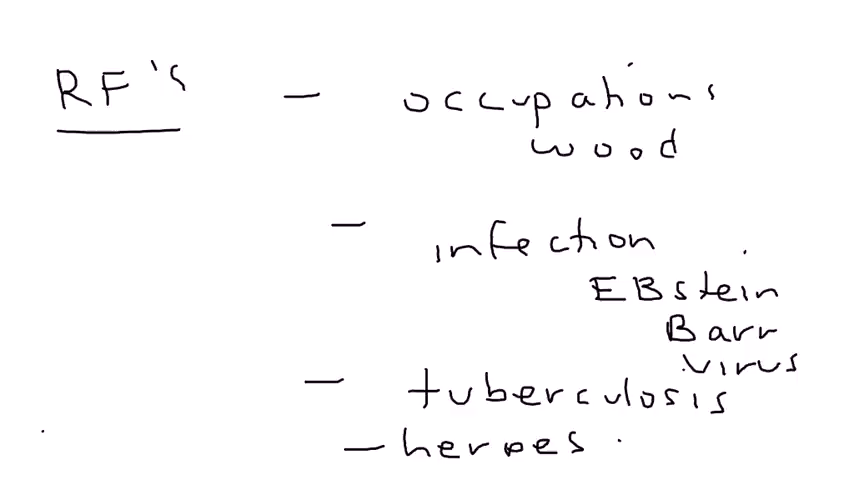 RF's - occupations
wood
- infection
EBstein
Barr
virus
- tuberculosis
- herpes